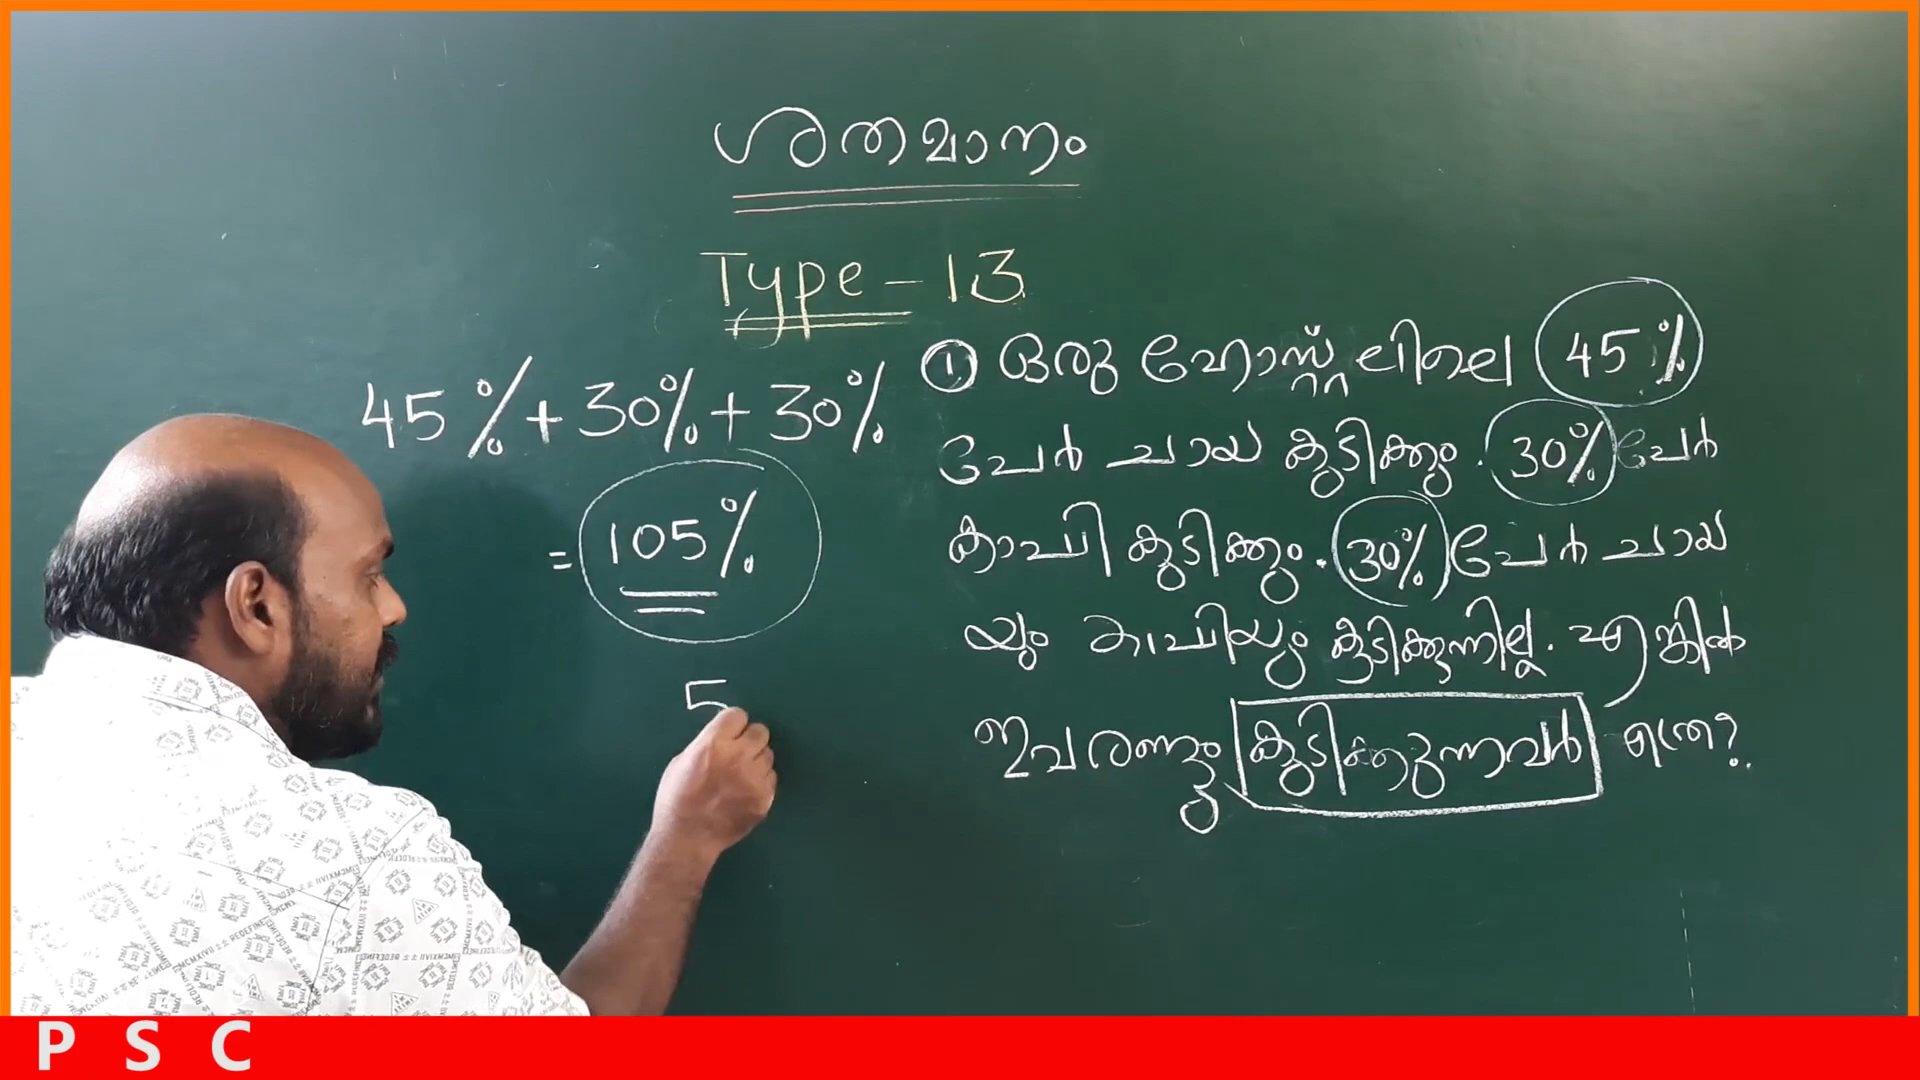 ശതമാനം
Type - 13
45% + 30% + 30%
= 105%
5
① ഒരു ഹോസ്റ്റലിലെ 45%
പേർ ചായ കുടിക്കും. 30% പേർ
കാപ്പി കുടിക്കും. 30% പേർ ചായ
യും കാപ്പിയും കുടിക്കുന്നില്ല. എങ്കിൽ
ഇവ രണ്ടും കുടിക്കുന്നവർ എത്ര?
PSC